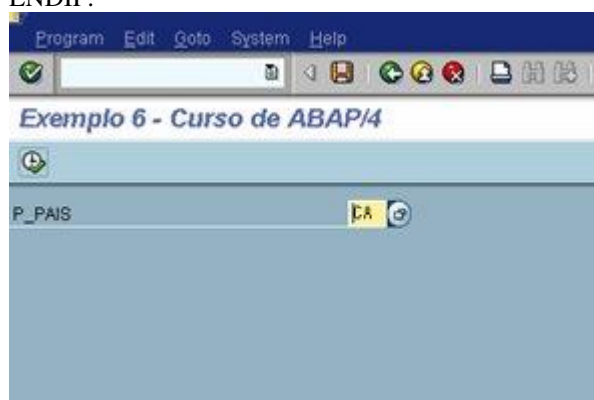 ENDIF.
Program Edit Goto System Help
Exemplo 6 - Curso de ABAP/4
P_PAIS CA